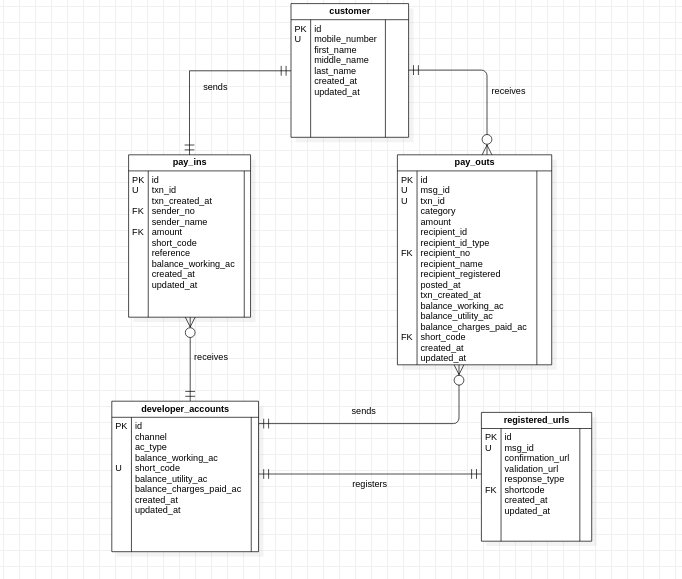 customer
PK id
U mobile_number
first_name
middle_name
last_name
created_at
updated_at
sends
receives
pay_ins
PK id
U txn_id
txn_created_at
FK sender_no
sender_name
FK amount
short_code
reference
balance_working_ac
created_at
updated_at
pay_outs
PK id
U msg_id
U txn_id
category
amount
recipient_id
recipient_id_type
FK recipient_no
recipient_name
recipient_registered
posted_at
txn_created_at
balance_working_ac
balance_utility_ac
balance_charges_paid_ac
FK short_code
created_at
updated_at
receives
developer_accounts
PK id
channel
ac_type
balance_working_ac
U short_code
balance_utility_ac
balance_charges_paid_ac
created_at
updated_at
sends
registers
registered_urls
PK id
U msg_id
confirmation_url
validation_url
response_type
FK shortcode
created_at
updated_at